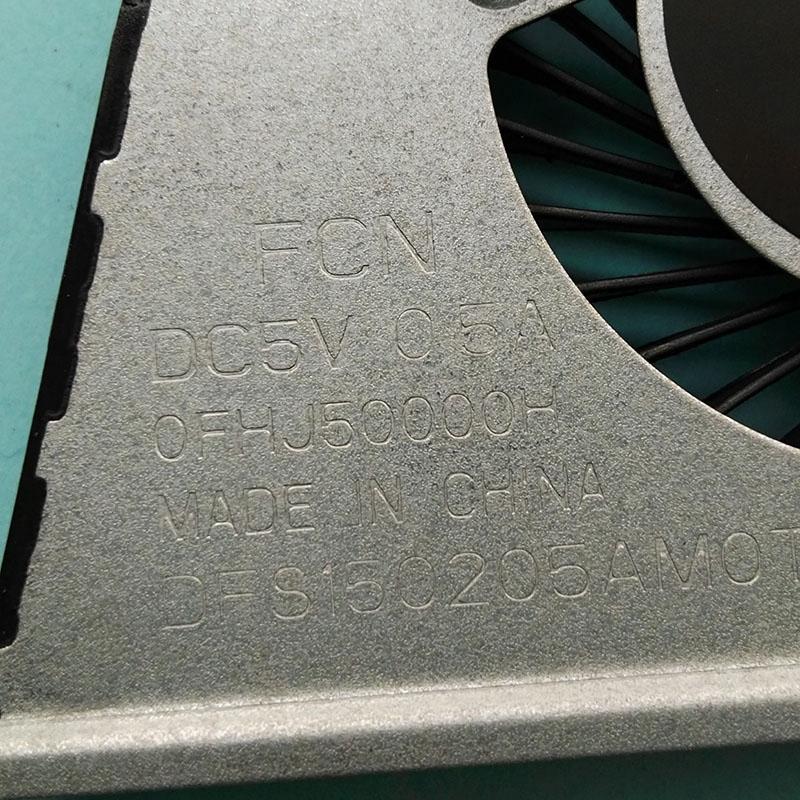 FCN
DC5V 0.5A
0FHJ50000H
MADE IN CHINA
DFS150205AM0T